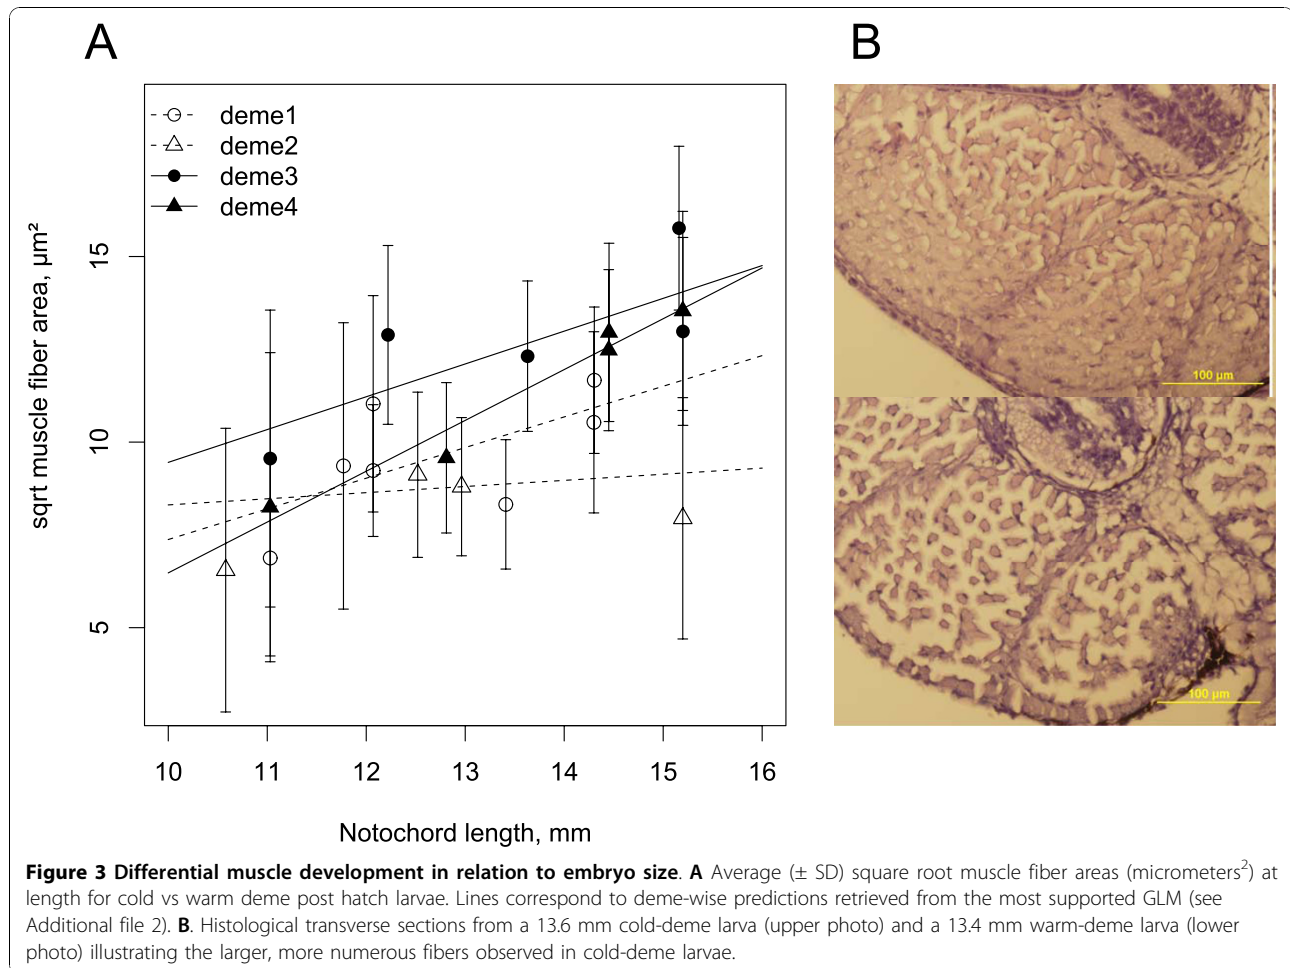 A
B
deme1
deme2
deme3
deme4
sqrt muscle fiber area, µm²
15
10
5
10 11 12 13 14 15 16
Notochord length, mm
100 µm
100 µm
Figure 3 Differential muscle development in relation to embryo size. A Average (± SD) square root muscle fiber areas (micrometers²) at
length for cold vs warm deme post hatch larvae. Lines correspond to deme-wise predictions retrieved from the most supported GLM (see
Additional file 2). B. Histological transverse sections from a 13.6 mm cold-deme larva (upper photo) and a 13.4 mm warm-deme larva (lower
photo) illustrating the larger, more numerous fibers observed in cold-deme larvae.